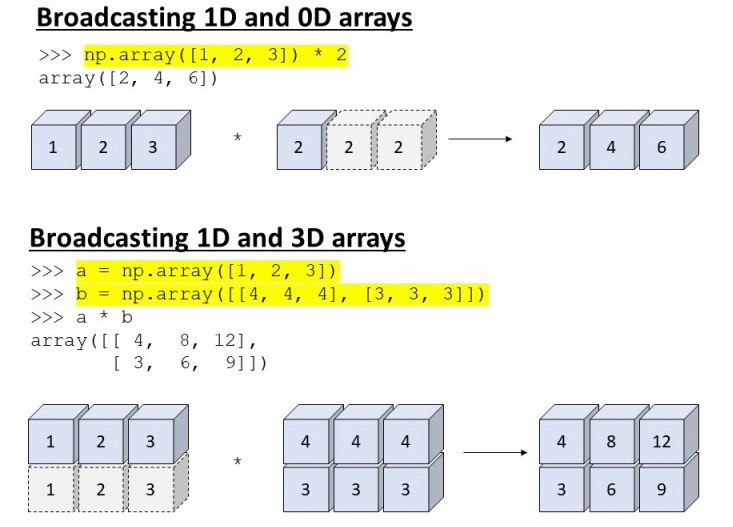 Broadcasting 1D and 0D arrays
>>> np.array([1, 2, 3]) * 2
array([2, 4, 6])
1 2 3 * 2 2 2 2 4 6
Broadcasting 1D and 3D arrays
>>> a = np.array([1, 2, 3])
>>> b = np.array([[4, 4, 4], [3, 3, 3]])
>>> a * b
array([[ 4,  8, 12],
       [ 3,  6,  9]])
1 2 3 4 4 4 4 8 12
*
1 2 3 3 3 3 3 6 9